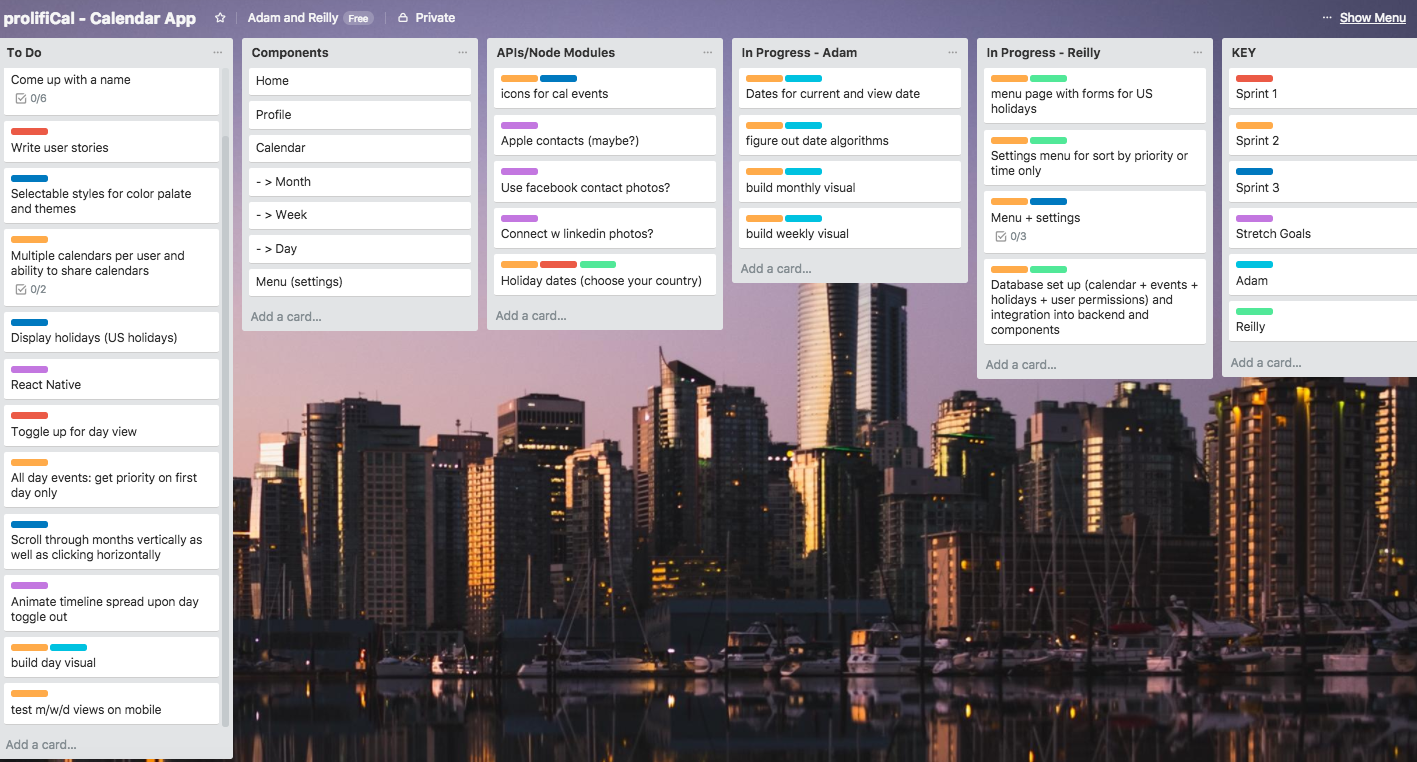 prolifiCal - Calendar App
Adam and Reilly
Free
Private
... Show Menu
To Do
...
Come up with a name
0/6
Write user stories
Selectable styles for color palate
and themes
Multiple calendars per user and
ability to share calendars
0/2
Display holidays (US holidays)
React Native
Toggle up for day view
All day events: get priority on first
day only
Scroll through months vertically as
well as clicking horizontally
Animate timeline spread upon day
toggle out
build day visual
test m/w/d views on mobile
Add a card...
Components
...
Home
Profile
Calendar
- > Month
- > Week
- > Day
Menu (settings)
Add a card...
APIs/Node Modules
...
icons for cal events
Apple contacts (maybe?)
Use facebook contact photos?
Connect w linkedin photos?
Holiday dates (choose your country)
Add a card...
In Progress - Adam
...
Dates for current and view date
figure out date algorithms
build monthly visual
build weekly visual
Add a card...
In Progress - Reilly
...
menu page with forms for US
holidays
Settings menu for sort by priority or
time only
Menu + settings
0/3
Database set up (calendar + events +
holidays + user permissions) and
integration into backend and
components
Add a card...
KEY
Sprint 1
Sprint 2
Sprint 3
Stretch Goals
Adam
Reilly
Add a card...